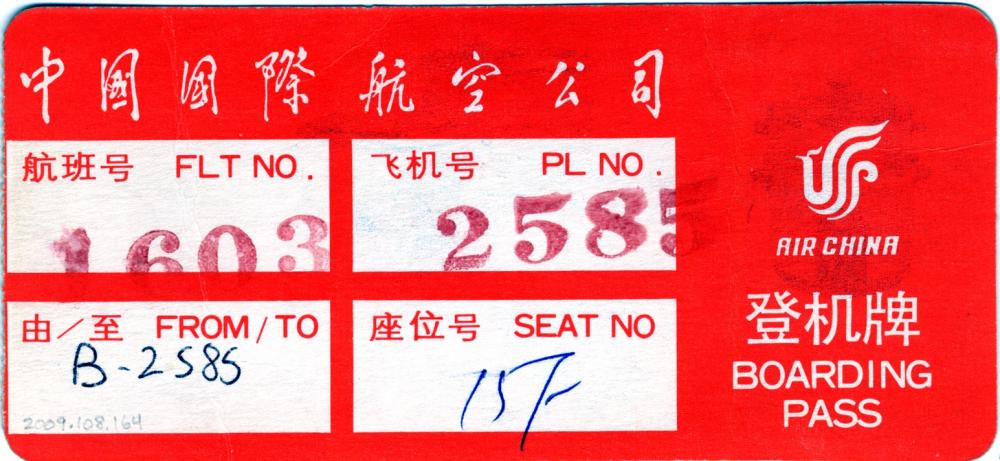 中國國際航空公司
航班号 FLT NO.
1603
飞机号 PL NO.
2585
由／至 FROM/TO
B-2585
2009.108.164
座位号 SEAT NO
15F
AIR CHINA
登机牌
BOARDING
PASS